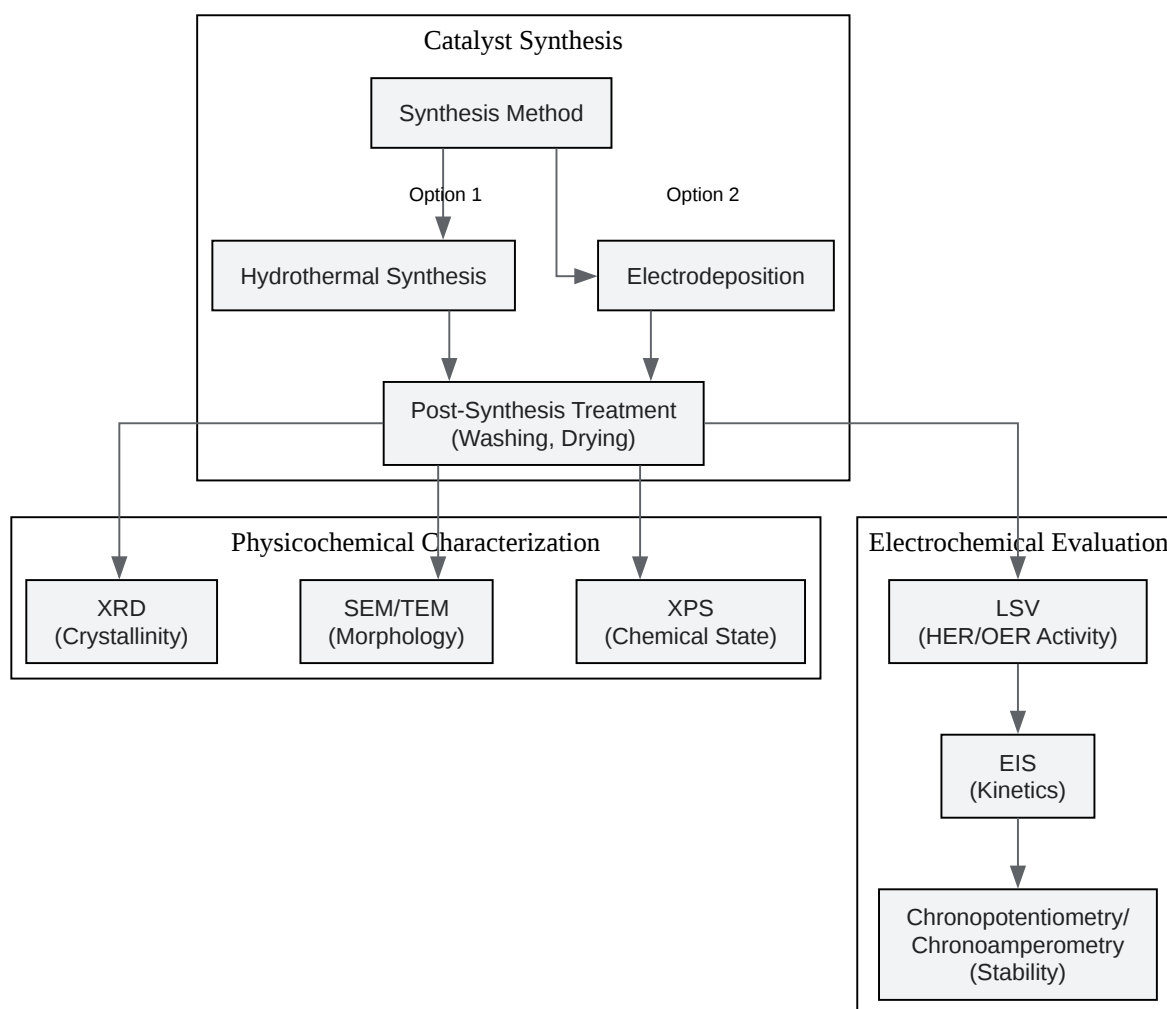 Catalyst Synthesis
Synthesis Method
Option 1
Option 2
Hydrothermal Synthesis
Electrodeposition
Post-Synthesis Treatment
(Washing, Drying)
Physicochemical Characterization
XRD
(Crystallinity)
SEM/TEM
(Morphology)
XPS
(Chemical State)
Electrochemical Evaluation
LSV
(HER/OER Activity)
EIS
(Kinetics)
Chronopotentiometry/
Chronoamperometry
(Stability)